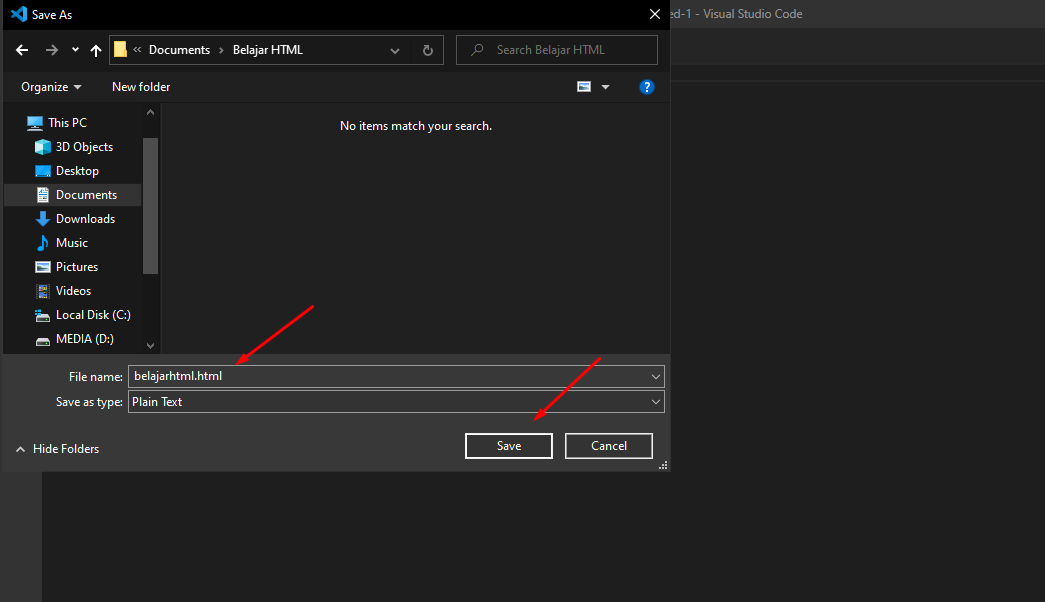 Save As
ed-1 - Visual Studio Code
« Documents › Belajar HTML
Search Belajar HTML
Organize
New folder
?
No items match your search.
This PC
3D Objects
Desktop
Documents
Downloads
Music
Pictures
Videos
Local Disk (C:)
MEDIA (D:)
File name: belajarhtml.html
Save as type: Plain Text
Hide Folders
Save
Cancel